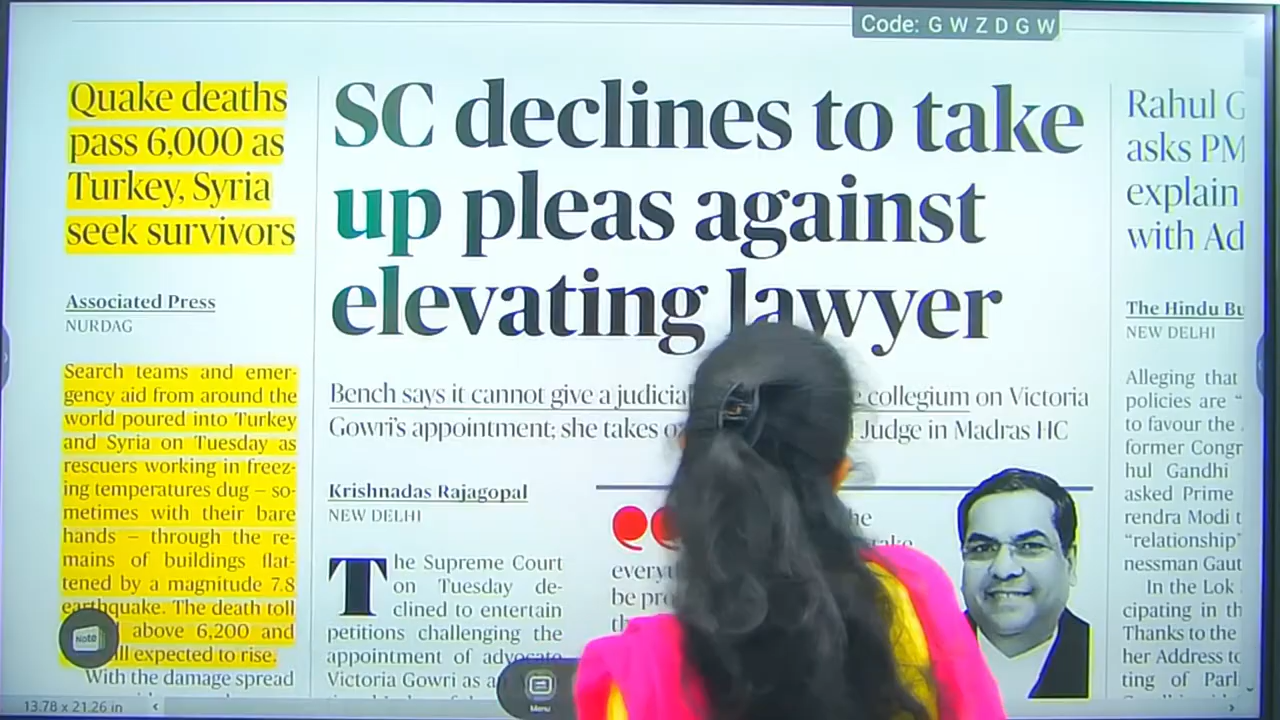 Code: G W Z D G W
Quake deaths
pass 6,000 as
Turkey, Syria
seek survivors
Associated Press
NURDAG
Search teams and emer-
gency aid from around the
world poured into Turkey
and Syria on Tuesday as
rescuers working in freez-
ing temperatures dug – so-
metimes with their bare
hands – through the re-
mains of buildings flat-
tened by a magnitude 7.8
earthquake. The death toll
above 6,200 and
expected to rise.
With the damage spread
SC declines to take
up pleas against
elevating lawyer
Bench says it cannot give a collegium on Victoria
Gowri's appointment; she takes Judge in Madras HC
Krishnadas Rajagopal
NEW DELHI
The Supreme Court
on Tuesday de-
clined to entertain
petitions challenging the
appointment of advocate
Victoria Gowri as
be
Rahul G
asks PM
explain
with Ad
The Hindu Bu
NEW DELHI
Alleging that
policies are “
to favour the
former Congr
hul Gandhi
asked Prime
rendra Modi t
“relationship”
nessman Gaut
In the Lok
cipating in th
Thanks to the
her Address to
ting of Parli
Note
Menu
13.78 x 21.26 in